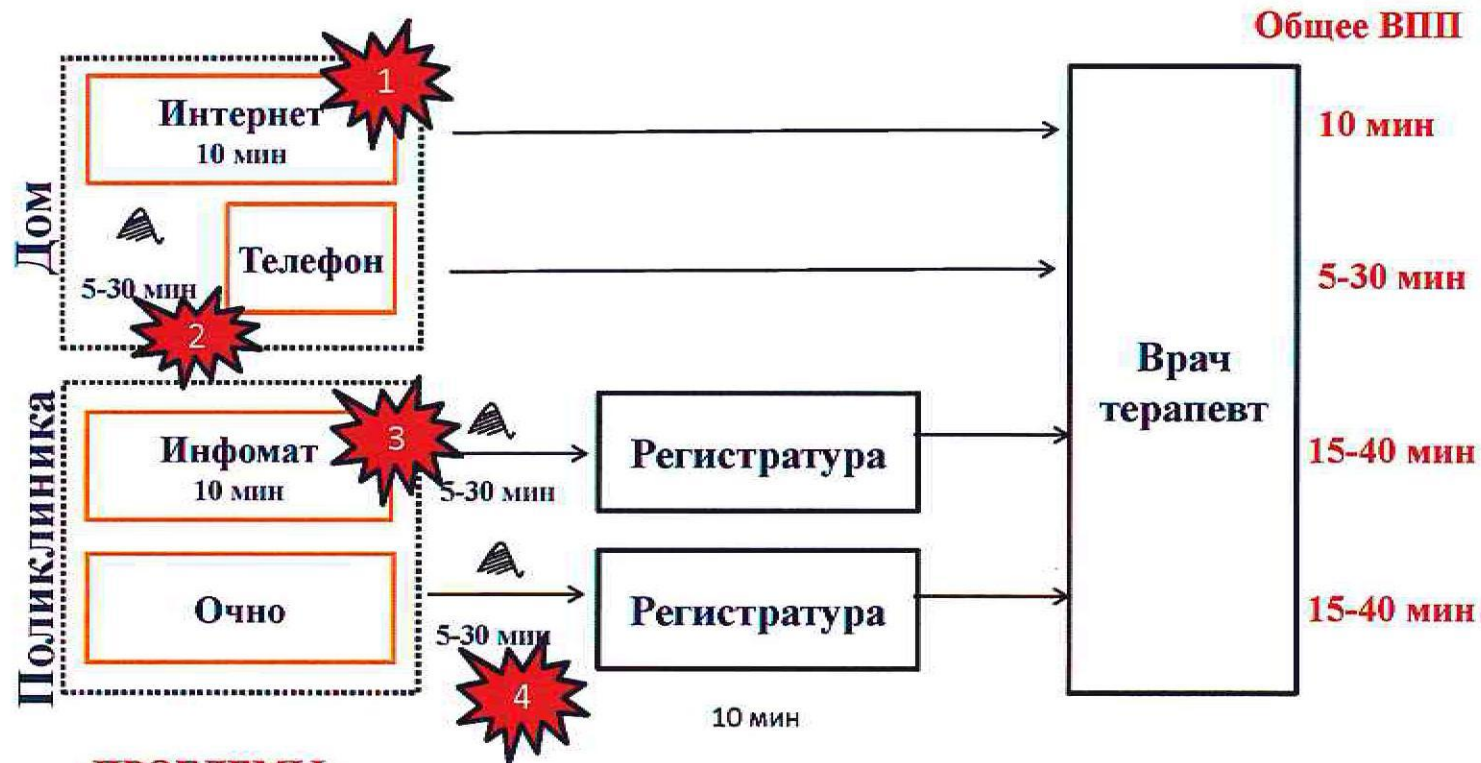 Общее ВПП
Дом
Интернет
10 мин
1
10 мин
Телефон
5-30 мин
2
5-30 мин
Поликлиника
Инфомат
10 мин
3
5-30 мин
Регистратура
15-40 мин
Очно
5-30 мин
4
Регистратура
10 мин
15-40 мин
Врач
терапевт